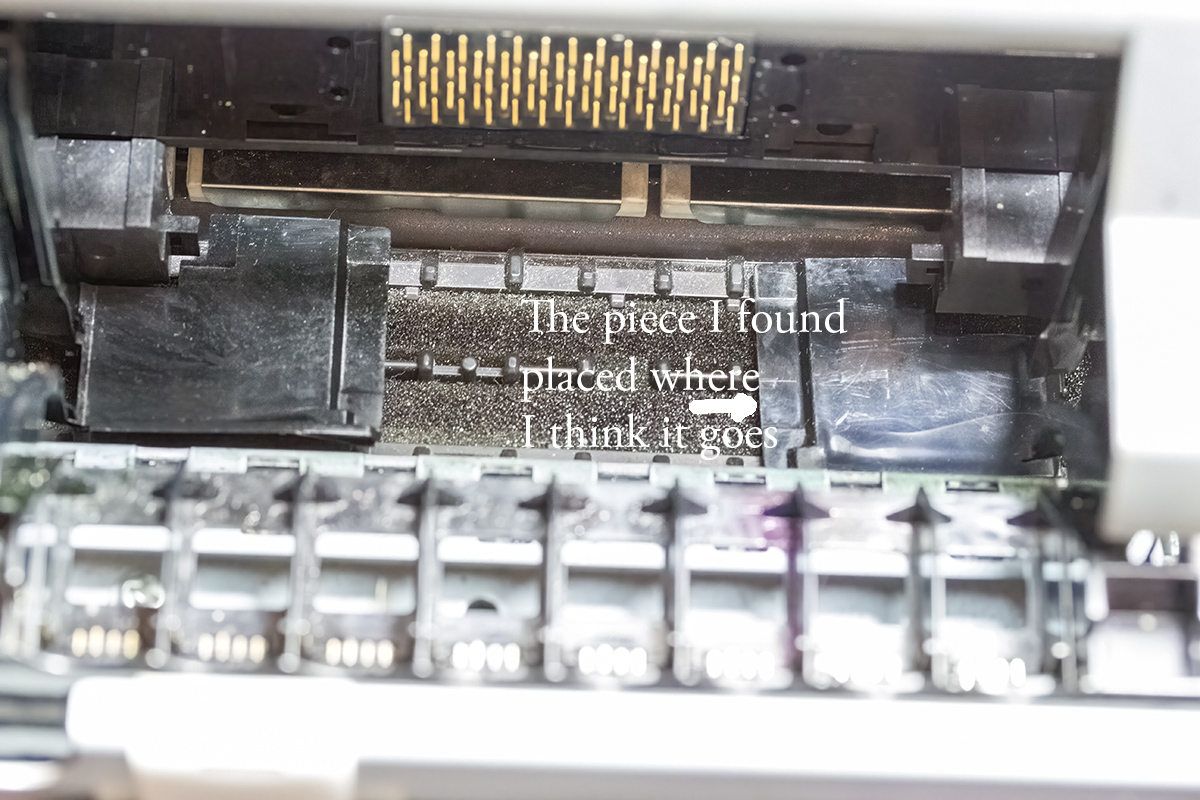 The piece I found
placed where
I think it goes